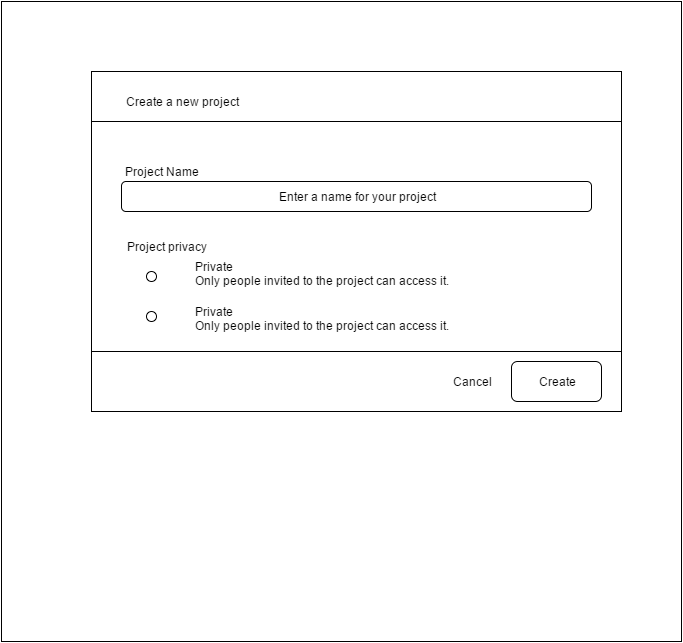 Create a new project
Project Name
Enter a name for your project
Project privacy
Private
Only people invited to the project can access it.
Private
Only people invited to the project can access it.
Cancel
Create